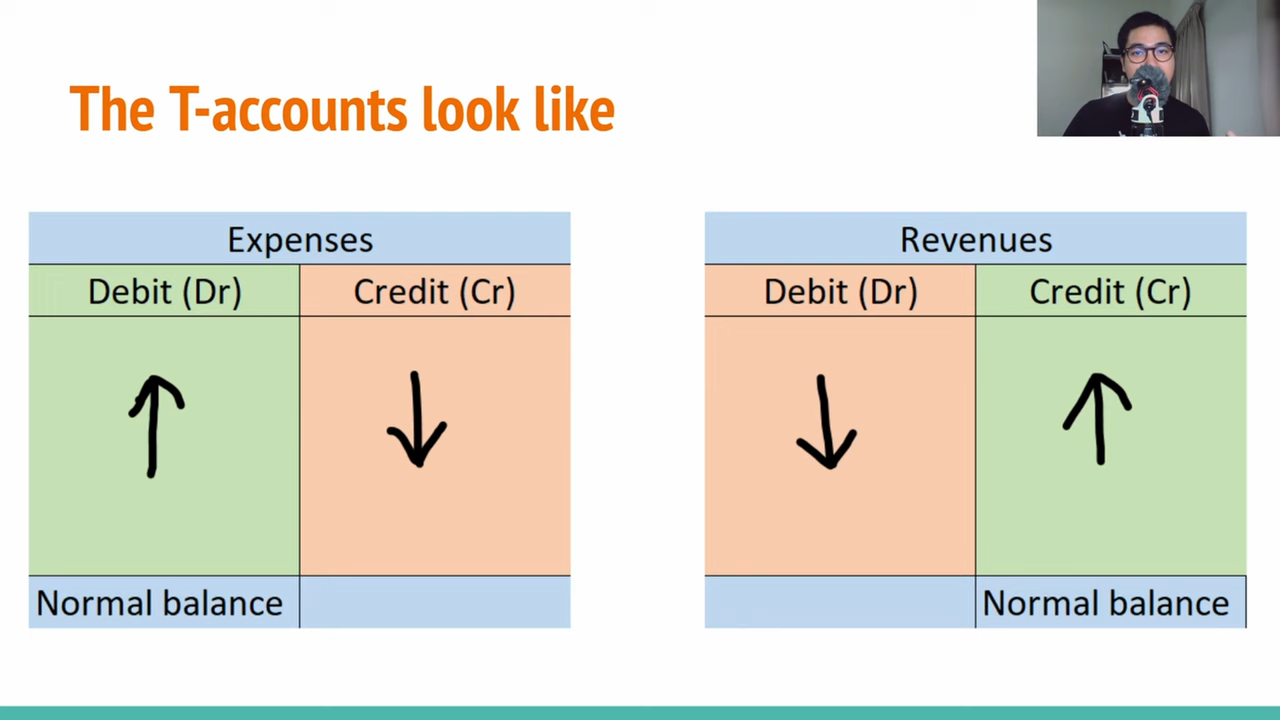 The T-accounts look like
Expenses
Debit (Dr) Credit (Cr)
Normal balance
Revenues
Debit (Dr) Credit (Cr)
Normal balance